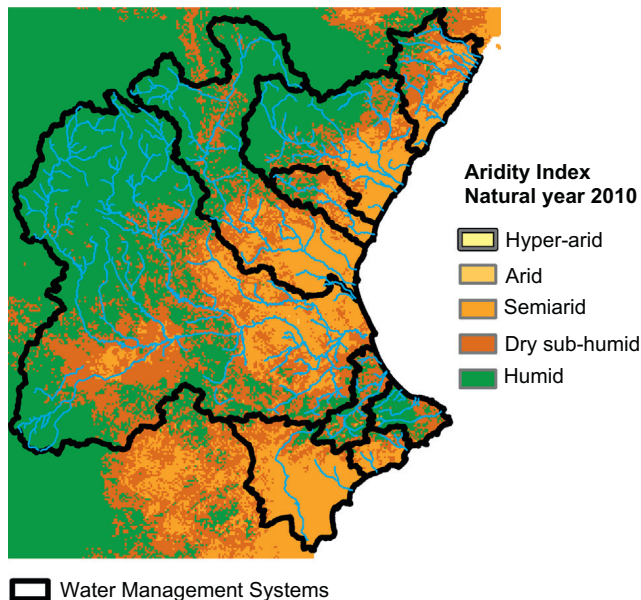 Aridity Index
Natural year 2010
Hyper-arid
Arid
Semiarid
Dry sub-humid
Humid
Water Management Systems